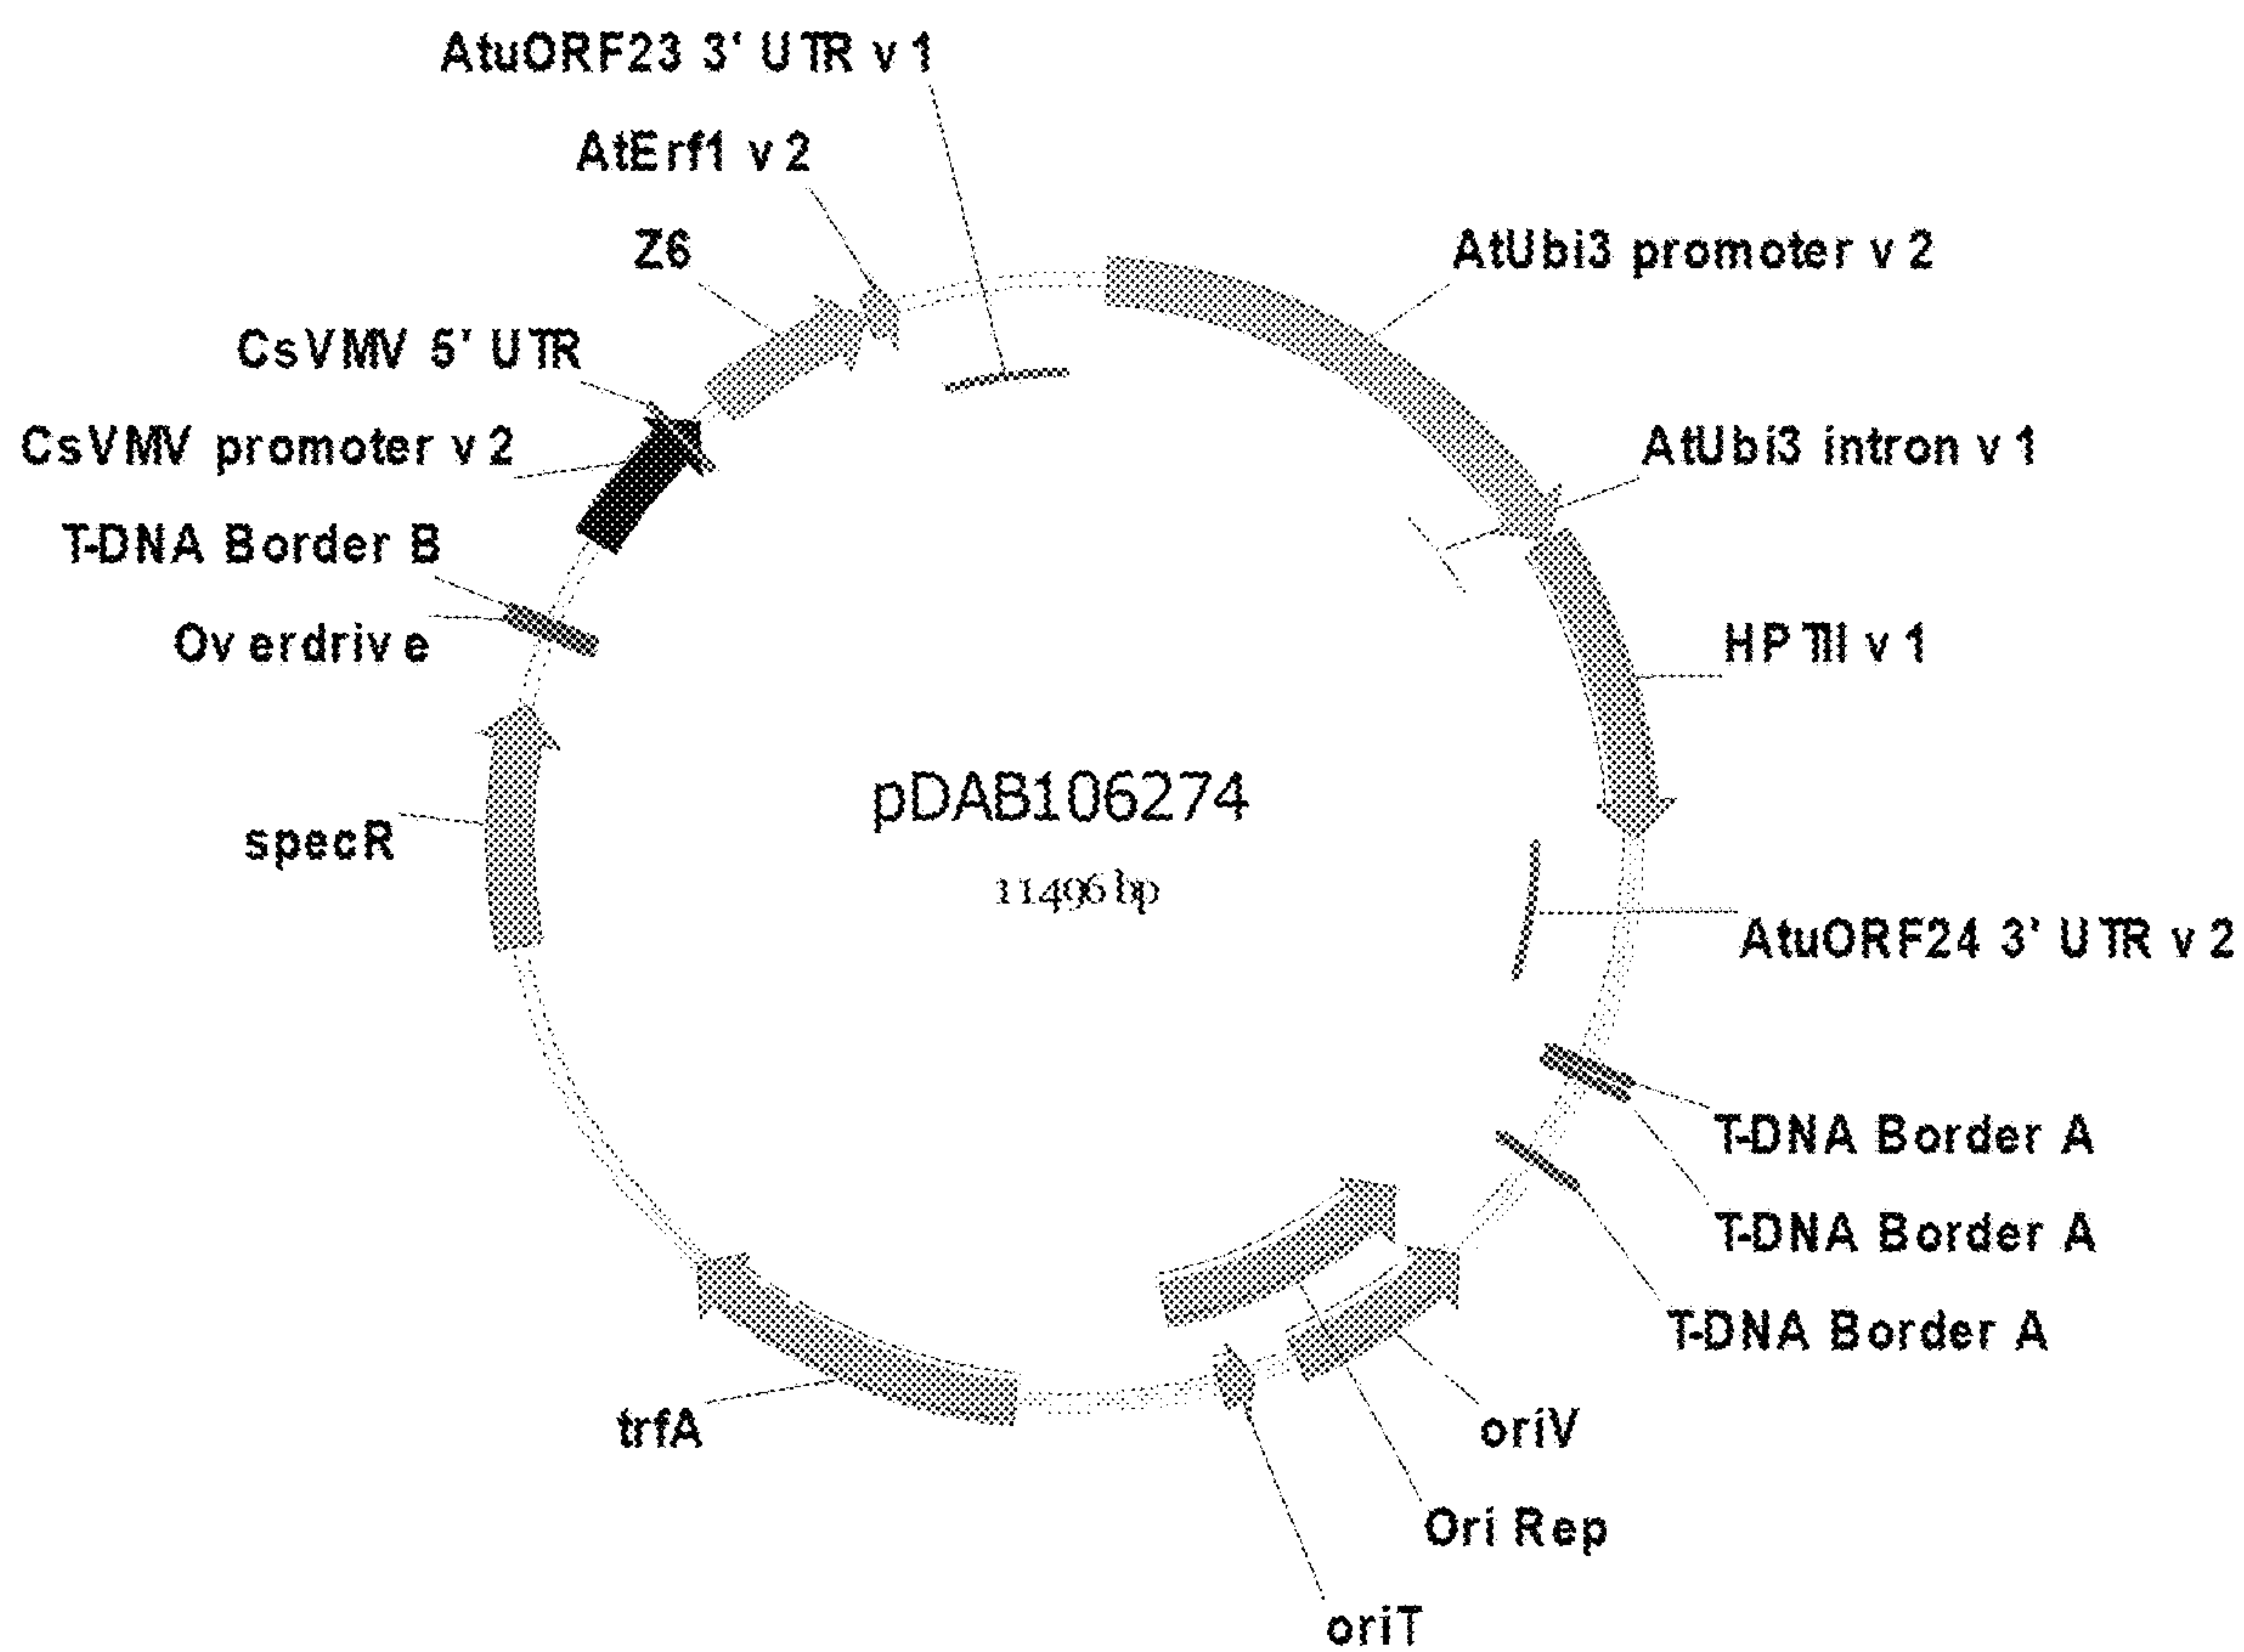 AtuORF23 3' UTR v 1
AtErf1 v 2
Z6
AtUbi3 promoter v 2
CsVMV 5' UTR
CsVMV promoter v 2
AtUbi3 intron v 1
T-DNA Border B
Overdrive
HPTII v 1
pDAB106274
specR
11496 bp
AtuORF24 3' UTR v 2
T-DNA Border A
T-DNA Border A
T-DNA Border A
trfA
oriV
Ori Rep
oriT